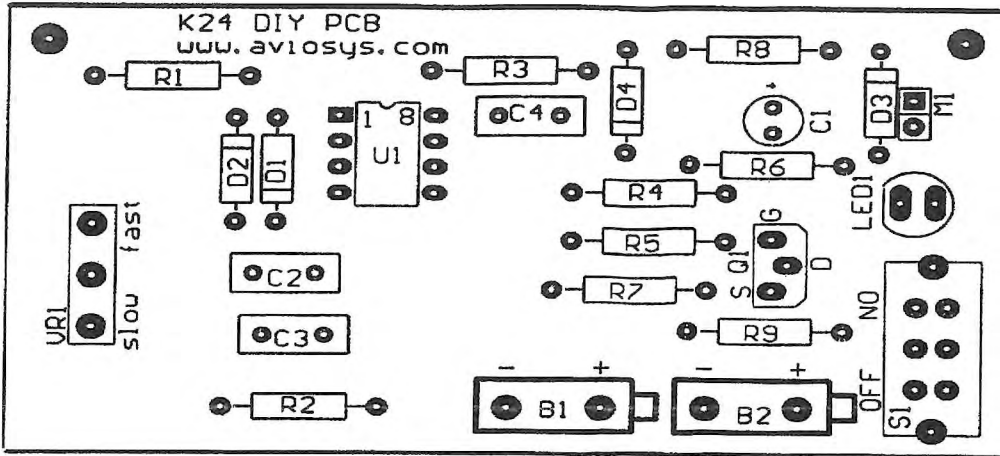 K24 DIY PCB
www.aviosys.com
R1
R3
R8
C4
D4
+
C1
D3
M1
1 8
U1
D2
D1
R6
R4
LED1
fast
slow
VR1
R5
G
Q1
S
D
C2
R7
C3
R9
NO
OFF
S1
R2
- +
B1
- +
B2